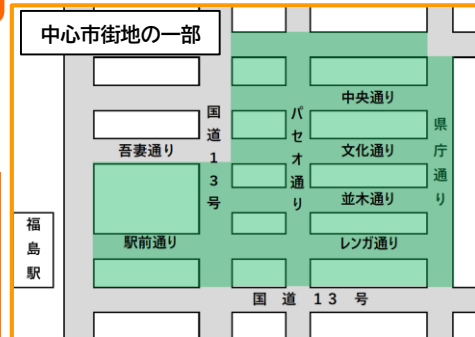 中心市街地の一部
中央通り
国道13号
パセオ通り
県庁通り
吾妻通り
文化通り
並木通り
福島駅
駅前通り
レンガ通り
国道13号